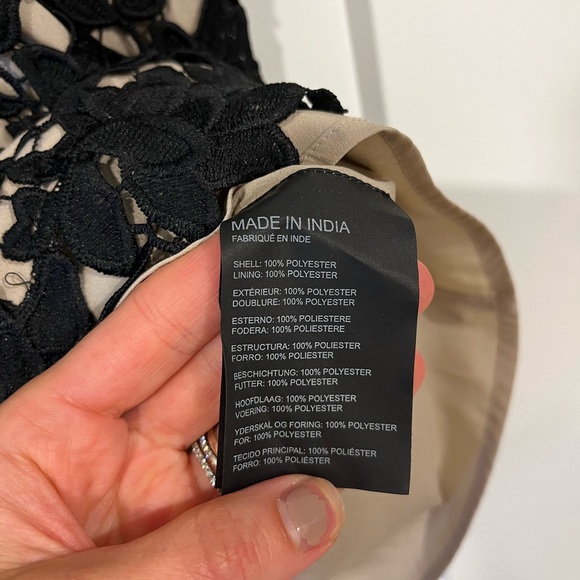 MADE IN INDIA
FABRIQUÉ EN INDE
SHELL: 100% POLYESTER
LINING: 100% POLYESTER
EXTÉRIEUR: 100% POLYESTER
DOUBLURE: 100% POLYESTER
ESTERNO: 100% POLIESTERE
FODERA: 100% POLIESTERE
ESTRUCTURA: 100% POLIÉSTER
FORRO: 100% POLIÉSTER
BESCHICHTUNG: 100% POLYESTER
FUTTER: 100% POLYESTER
HOOFDLAAG: 100% POLYESTER
VOERING: 100% POLYESTER
YDERSKAL OG FORING: 100% POLYESTER
FOR: 100% POLYESTER
TECIDO PRINCIPAL: 100% POLIÉSTER
FORRO: 100% POLIÉSTER